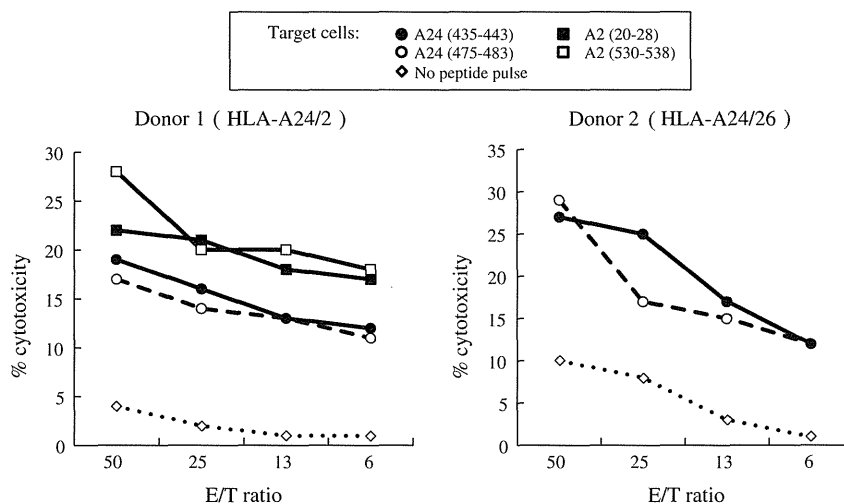 Target cells:
A24 (435-443)
A2 (20-28)
A24 (475-483)
A2 (530-538)
No peptide pulse
Donor 1 ( HLA-A24/2 )
Donor 2 ( HLA-A24/26 )
% cytotoxicity
30
25
20
15
10
5
0
50
25
13
6
E/T ratio
% cytotoxicity
35
30
25
20
15
10
5
0
50
25
13
6
E/T ratio